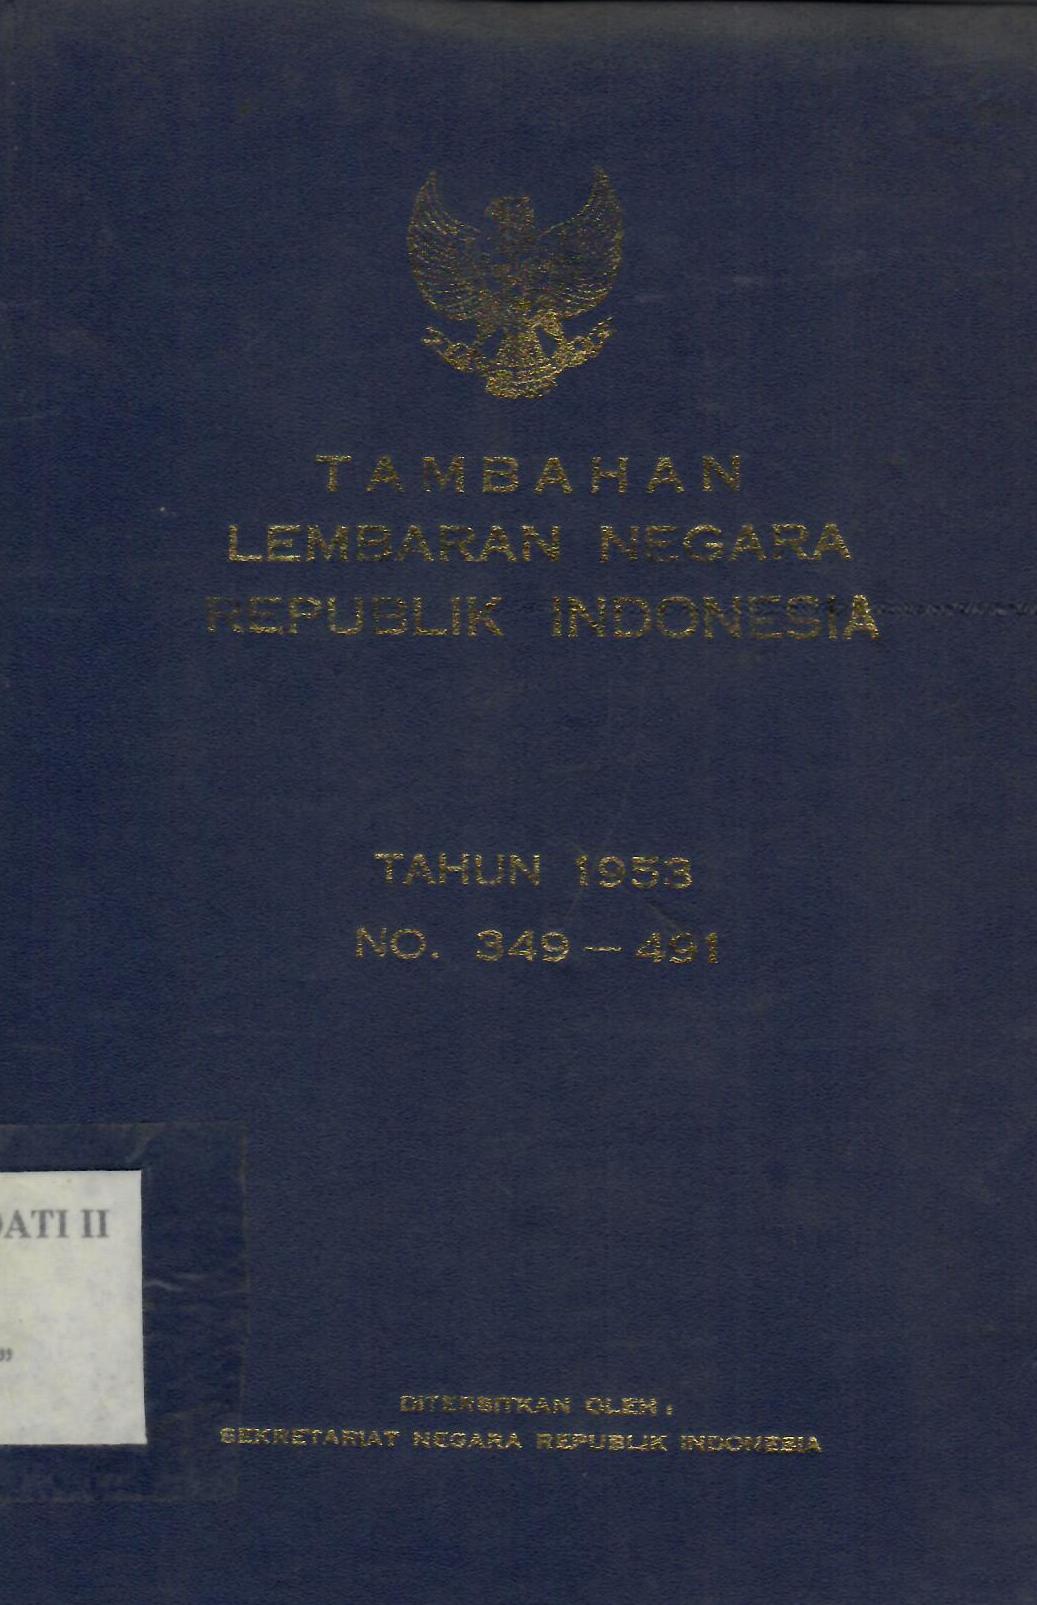 TAMBAHAN
LEMBARAN NEGARA
REPUBLIK INDONESIA
TAHUN 1953
NO. 349 — 491
DATI II
”
DITERBITKAN OLEH :
SEKRETARIAT NEGARA REPUBLIK INDONESIA